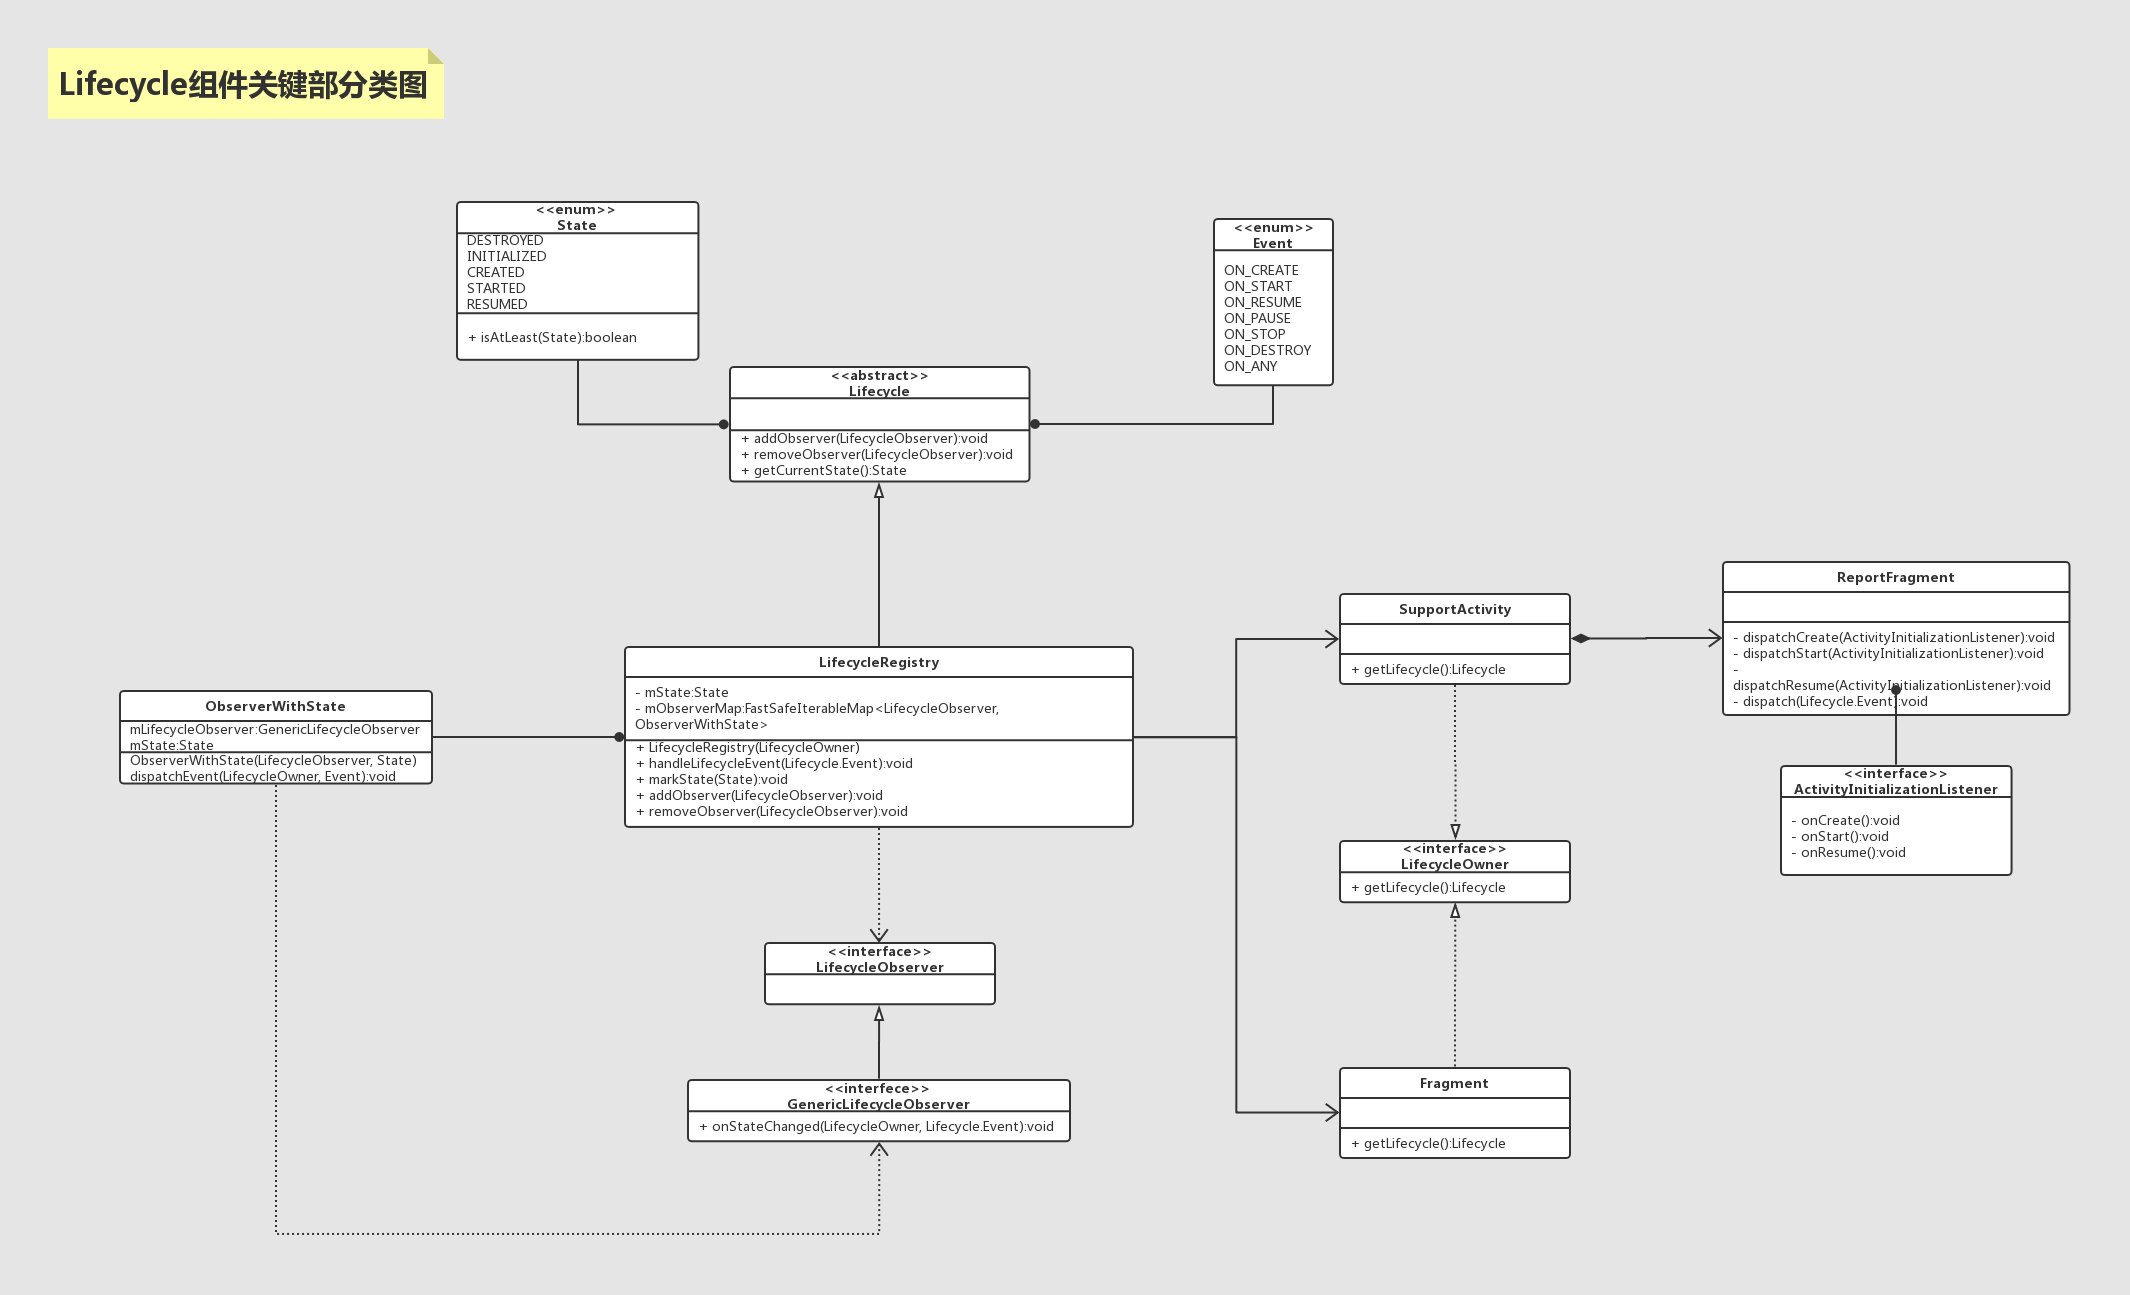 Lifecycle组件关键部分类图
<<enum>>
State
DESTROYED
INITIALIZED
CREATED
STARTED
RESUMED
+ isAtLeast(State):boolean
<<enum>>
Event
ON_CREATE
ON_START
ON_RESUME
ON_PAUSE
ON_STOP
ON_DESTROY
ON_ANY
<<abstract>>
Lifecycle
+ addObserver(LifecycleObserver):void
+ removeObserver(LifecycleObserver):void
+ getCurrentState():State
ReportFragment
- dispatchCreate(ActivityInitializationListener):void
- dispatchStart(ActivityInitializationListener):void
-
dispatchResume(ActivityInitializationListener):void
- dispatch(Lifecycle.Event):void
SupportActivity
+ getLifecycle():Lifecycle
LifecycleRegistry
- mState:State
- mObserverMap:FastSafeIterableMap<LifecycleObserver,
ObserverWithState>
+ LifecycleRegistry(LifecycleOwner)
+ handleLifecycleEvent(Lifecycle.Event):void
+ markState(State):void
+ addObserver(LifecycleObserver):void
+ removeObserver(LifecycleObserver):void
ObserverWithState
mLifecycleObserver:GenericLifecycleObserver
mState:State
ObserverWithState(LifecycleObserver, State)
dispatchEvent(LifecycleOwner, Event):void
<<interface>>
ActivityInitializationListener
- onCreate():void
- onStart():void
- onResume():void
<<interface>>
LifecycleOwner
+ getLifecycle():Lifecycle
<<interface>>
LifecycleObserver
<<interfece>>
GenericLifecycleObserver
+ onStateChanged(LifecycleOwner, Lifecycle.Event):void
Fragment
+ getLifecycle():Lifecycle